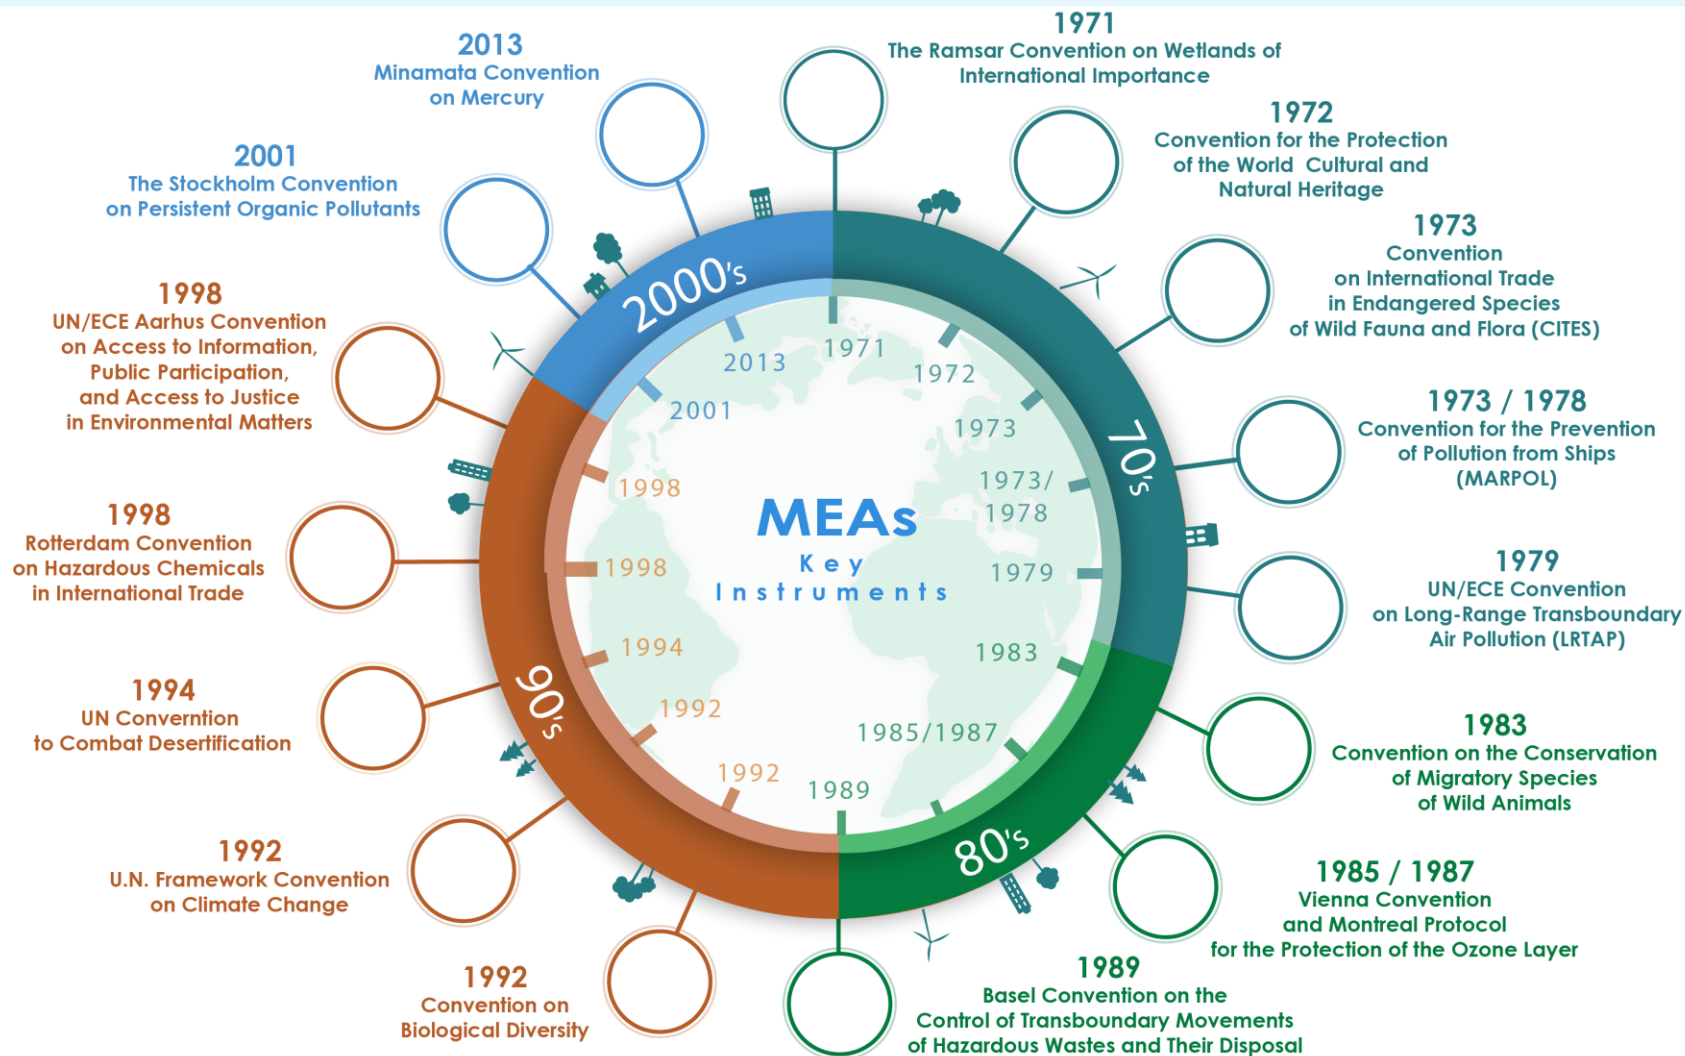 1971
The Ramsar Convention on Wetlands of
International Importance
1972
Convention for the Protection
of the World Cultural and
Natural Heritage
1973
Convention
on International Trade
in Endangered Species
of Wild Fauna and Flora (CITES)
1973 / 1978
Convention for the Prevention
of Pollution from Ships
(MARPOL)
1979
UN/ECE Convention
on Long-Range Transboundary
Air Pollution (LRTAP)
1983
Convention on the Conservation
of Migratory Species
of Wild Animals
1985 / 1987
Vienna Convention
and Montreal Protocol
for the Protection of the Ozone Layer
1989
Basel Convention on the
Control of Transboundary Movements
of Hazardous Wastes and Their Disposal
1992
Convention on
Biological Diversity
1992
U.N. Framework Convention
on Climate Change
1994
UN Converntion
to Combat Desertification
1998
Rotterdam Convention
on Hazardous Chemicals
in International Trade
1998
UN/ECE Aarhus Convention
on Access to Information,
Public Participation,
and Access to Justice
in Environmental Matters
2001
The Stockholm Convention
on Persistent Organic Pollutants
2013
Minamata Convention
on Mercury
70's
80's
90's
2000's
1971
1972
1973
1973/
1978
1979
1983
1985/1987
1989
1992
1992
1994
1998
1998
2001
2013
MEAs
Key
Instruments